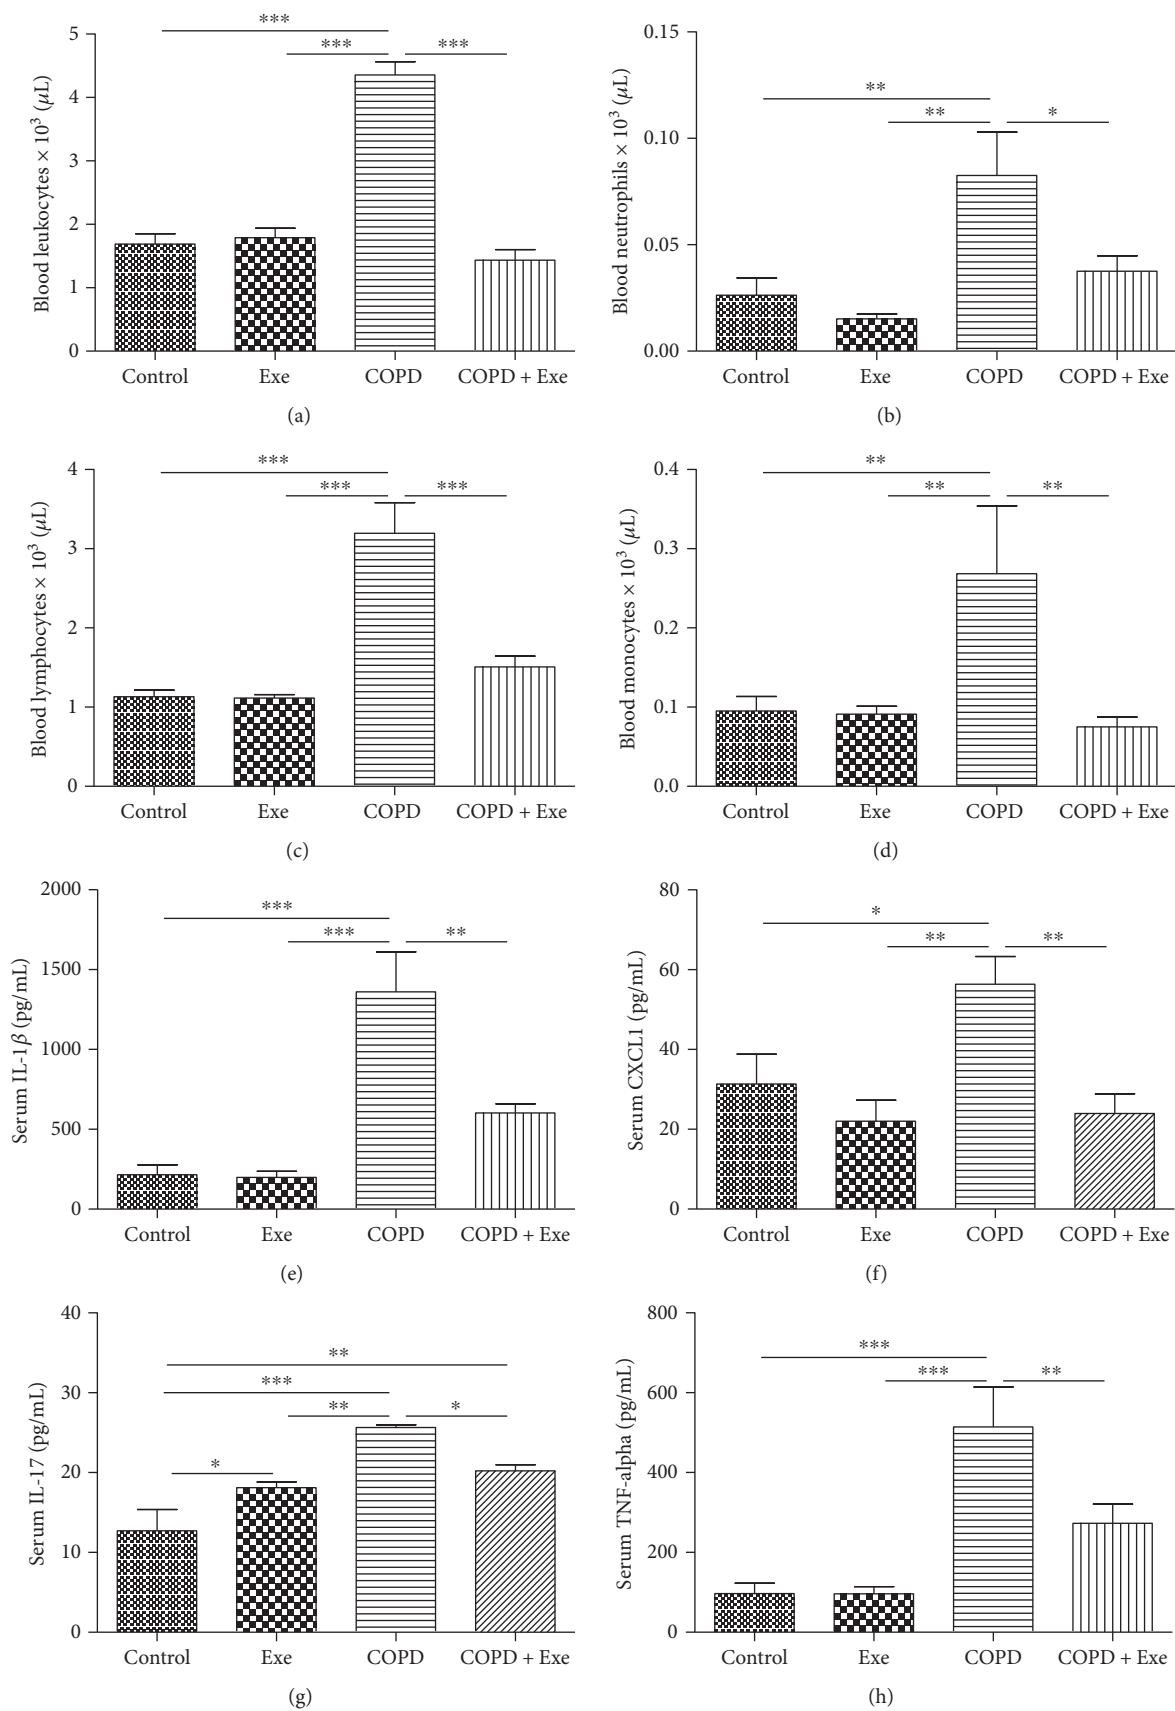 ***
*** ***
5
4
3
2
1
0
Blood leukocytes × 10³ (μL)
Control Exe COPD COPD + Exe
(a)
**
** *
0.15
0.10
0.05
0.00
Blood neutrophils × 10³ (μL)
Control Exe COPD COPD + Exe
(b)
***
*** ***
4
3
2
1
0
Blood lymphocytes × 10³ (μL)
Control Exe COPD COPD + Exe
(c)
**
** **
0.4
0.3
0.2
0.1
0.0
Blood monocytes × 10³ (μL)
Control Exe COPD COPD + Exe
(d)
***
*** **
2000
1500
1000
500
0
Serum IL-1β (pg/mL)
Control Exe COPD COPD + Exe
(e)
*
** **
80
60
40
20
0
Serum CXCL1 (pg/mL)
Control Exe COPD COPD + Exe
(f)
**
***
** *
*
40
30
20
10
0
Serum IL-17 (pg/mL)
Control Exe COPD COPD + Exe
(g)
***
*** **
800
600
400
200
0
Serum TNF-alpha (pg/mL)
Control Exe COPD COPD + Exe
(h)